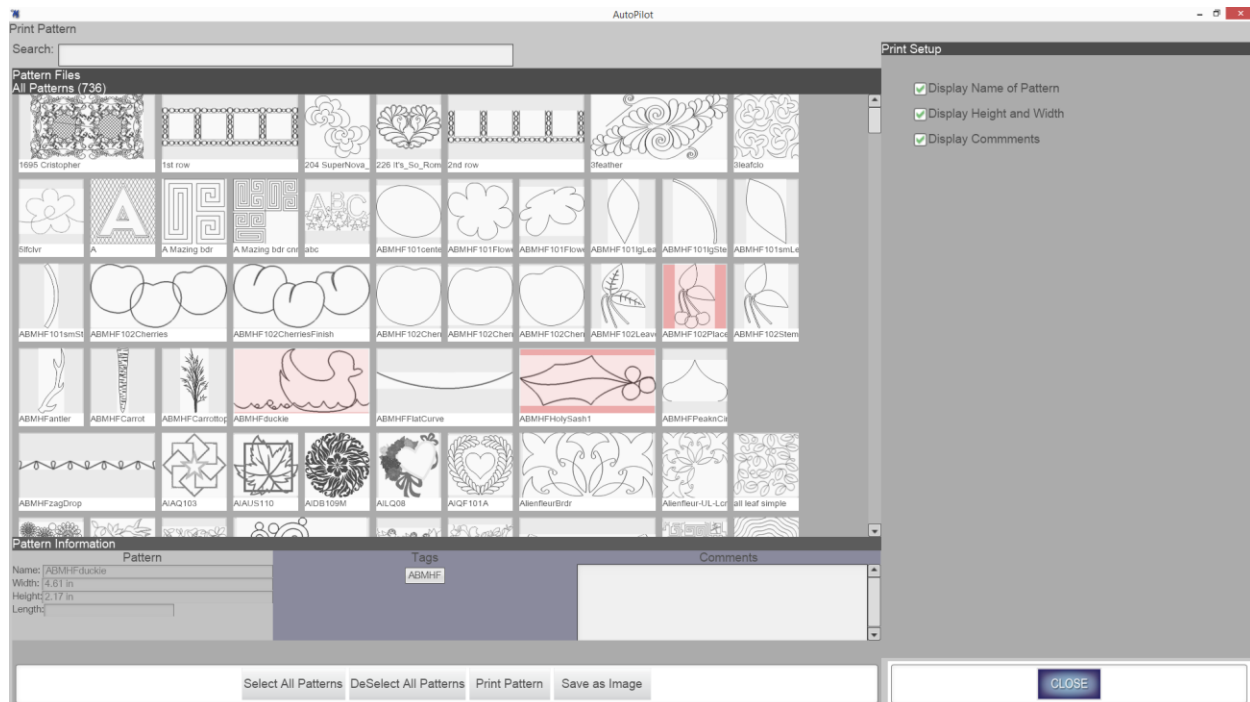 AutoPilot
Print Pattern
Search:
Print Setup
Pattern Files
All Patterns (736)
Display Name of Pattern
Display Height and Width
Display Commments
1695 Cristopher
1st row
204 SuperNova_
226 It's_So_Rom
2nd row
3feather
3leafclo
5lfclvr
A
A Mazing bdr
A Mazing bdr cnr
abc
ABMHF101cente
ABMHF101Flowe
ABMHF101Flowe
ABMHF101lgLea
ABMHF101lgSte
ABMHF101smLe
ABMHF101smSt
ABMHF102Cherries
ABMHF102CherriesFinish
ABMHF102Cher
ABMHF102Cher
ABMHF102Cher
ABMHF102Leave
ABMHF102Place
ABMHF102Stem
ABMHFantler
ABMHFCarrot
ABMHFCarrottop
ABMHFduckie
ABMHFFlatCurve
ABMHFHolySash1
ABMHFPeaknCa
ABMHFzagDrop
AIAQ103
AIAUS110
AIDB109M
AILQ08
AIQF101A
AlienfleurBrdr
Alienfleur-UL-Lcr
all leaf simple
Pattern Information
Pattern
Tags
Comments
Name: ABMHFduckie
ABMHF
Width: 4.61 in
Height: 2.17 in
Length:
Select All Patterns
DeSelect All Patterns
Print Pattern
Save as Image
CLOSE